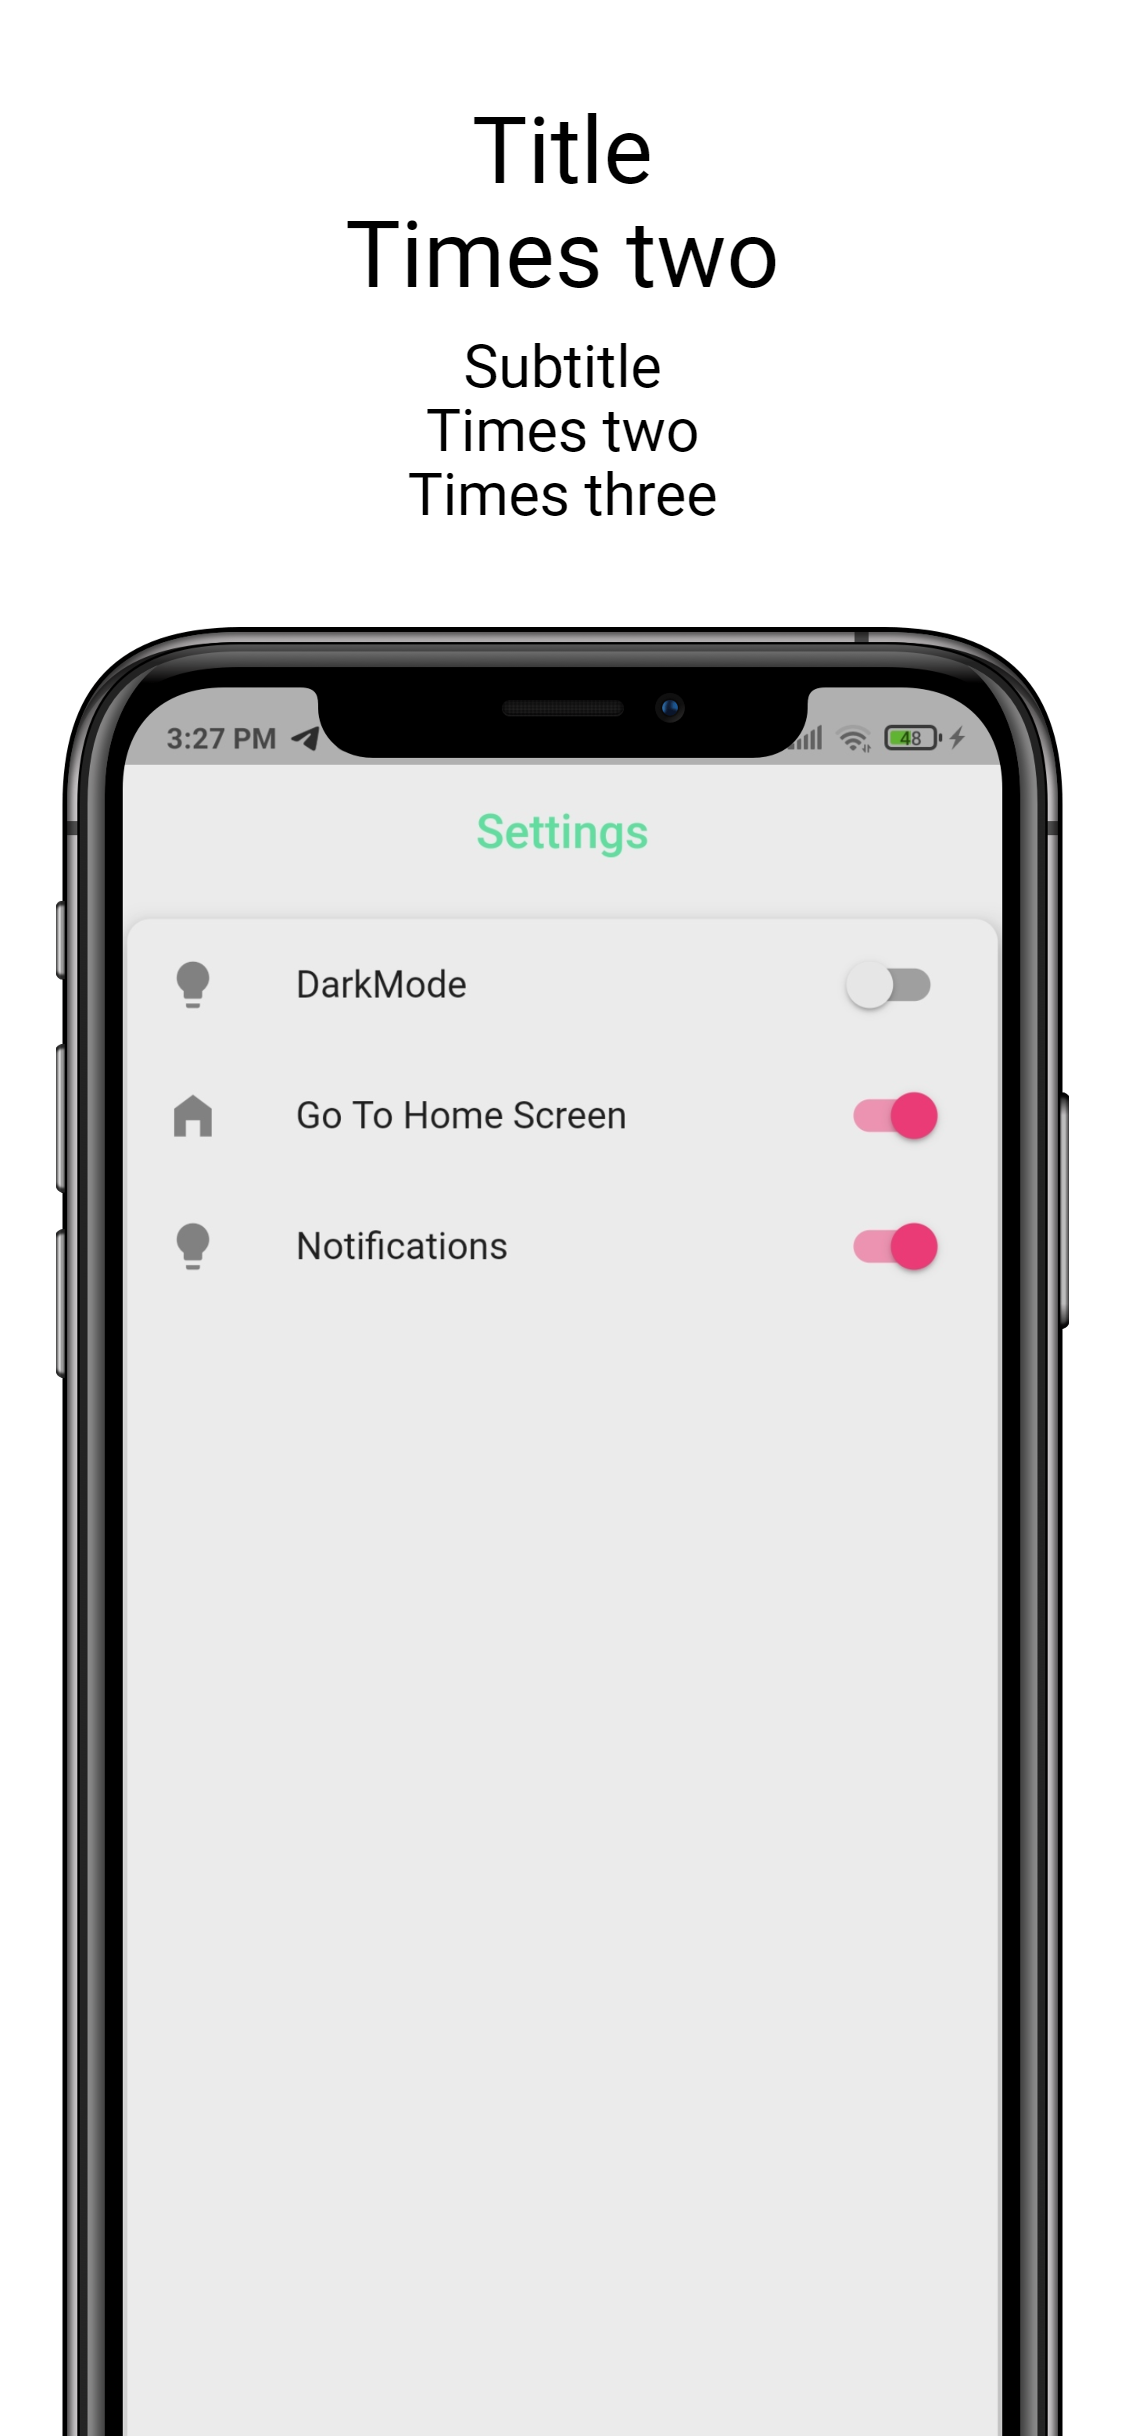 Title
Times two
Subtitle
Times two
Times three
3:27 PM 48
Settings
DarkMode
Go To Home Screen
Notifications